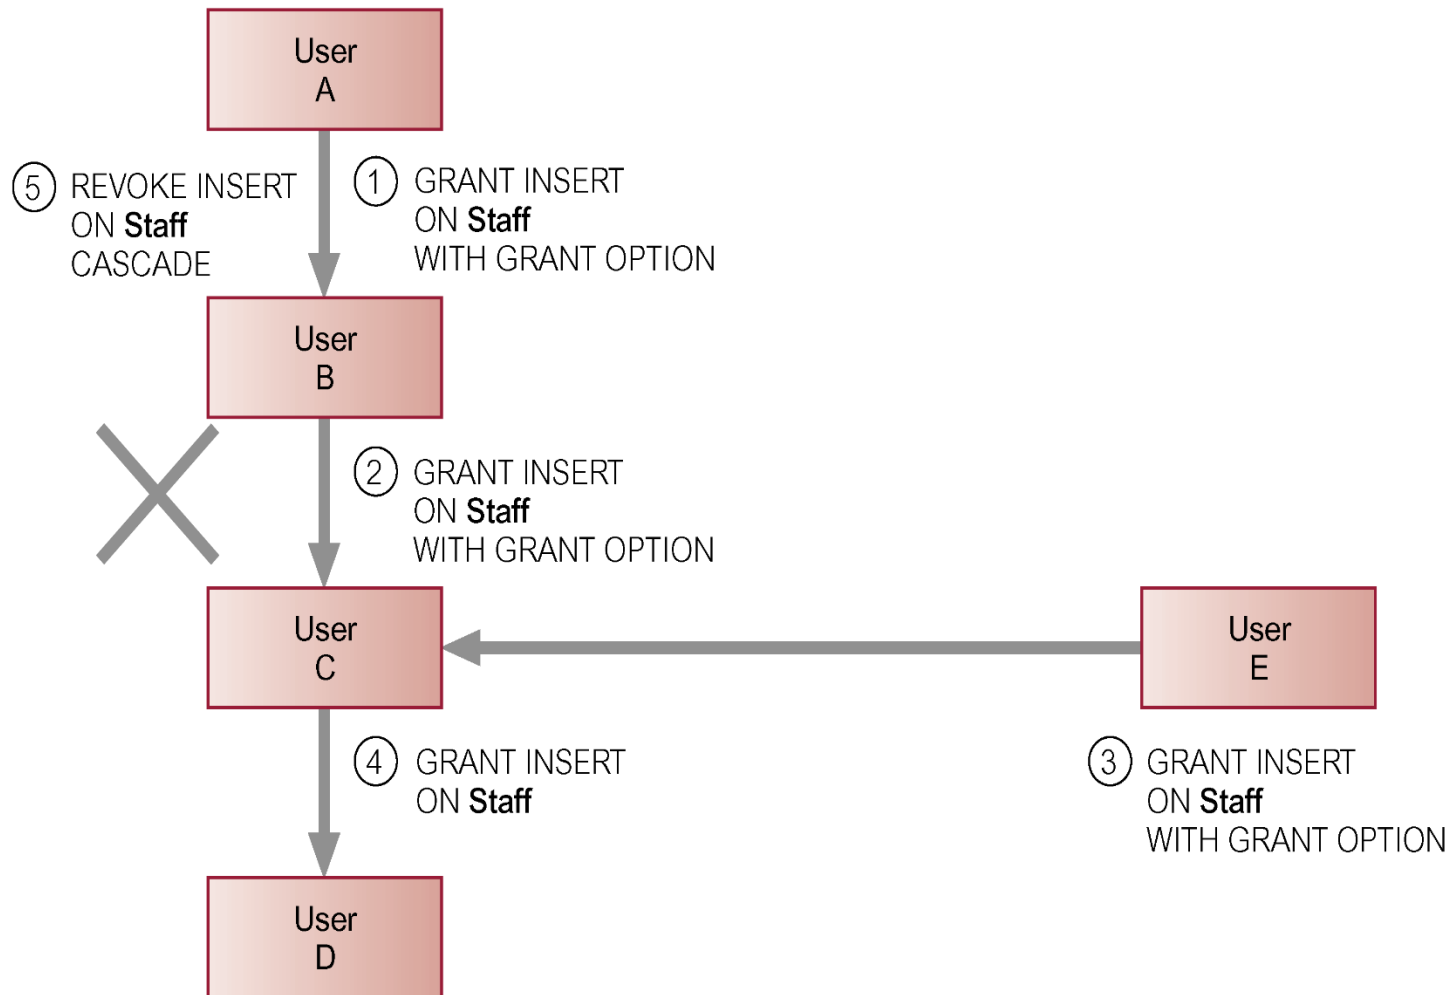 User
A
5 REVOKE INSERT
ON Staff
CASCADE
1 GRANT INSERT
ON Staff
WITH GRANT OPTION
User
B
2 GRANT INSERT
ON Staff
WITH GRANT OPTION
User
C
User
E
4 GRANT INSERT
ON Staff
3 GRANT INSERT
ON Staff
WITH GRANT OPTION
User
D